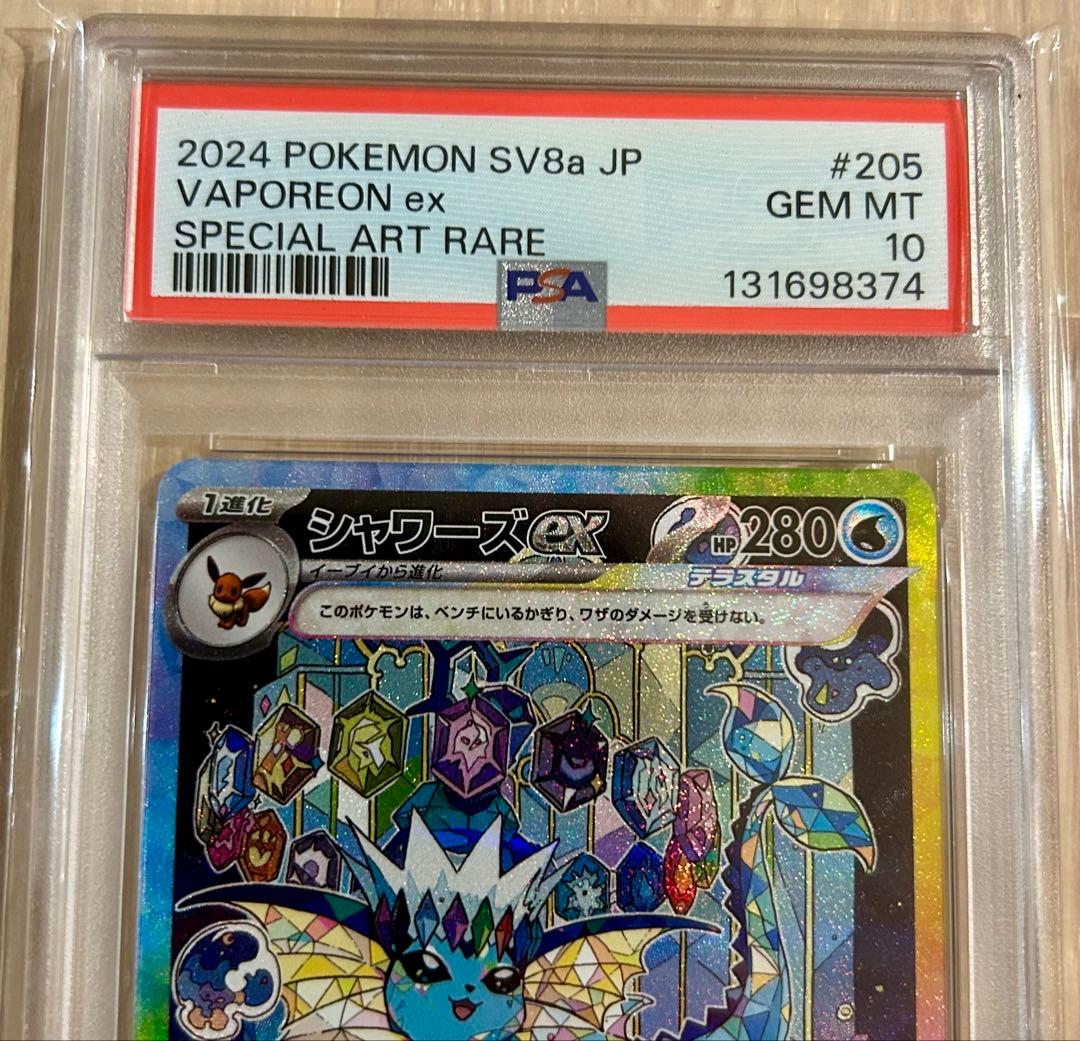 2024 POKEMON SV8a JP #205
VAPOREON ex GEM MT
SPECIAL ART RARE 10
PSA 131698374
1進化
シャワーズex HP280
イーブイから進化 テラスタル
このポケモンは、ベンチにいるかぎり、ワザのダメージを受けない。